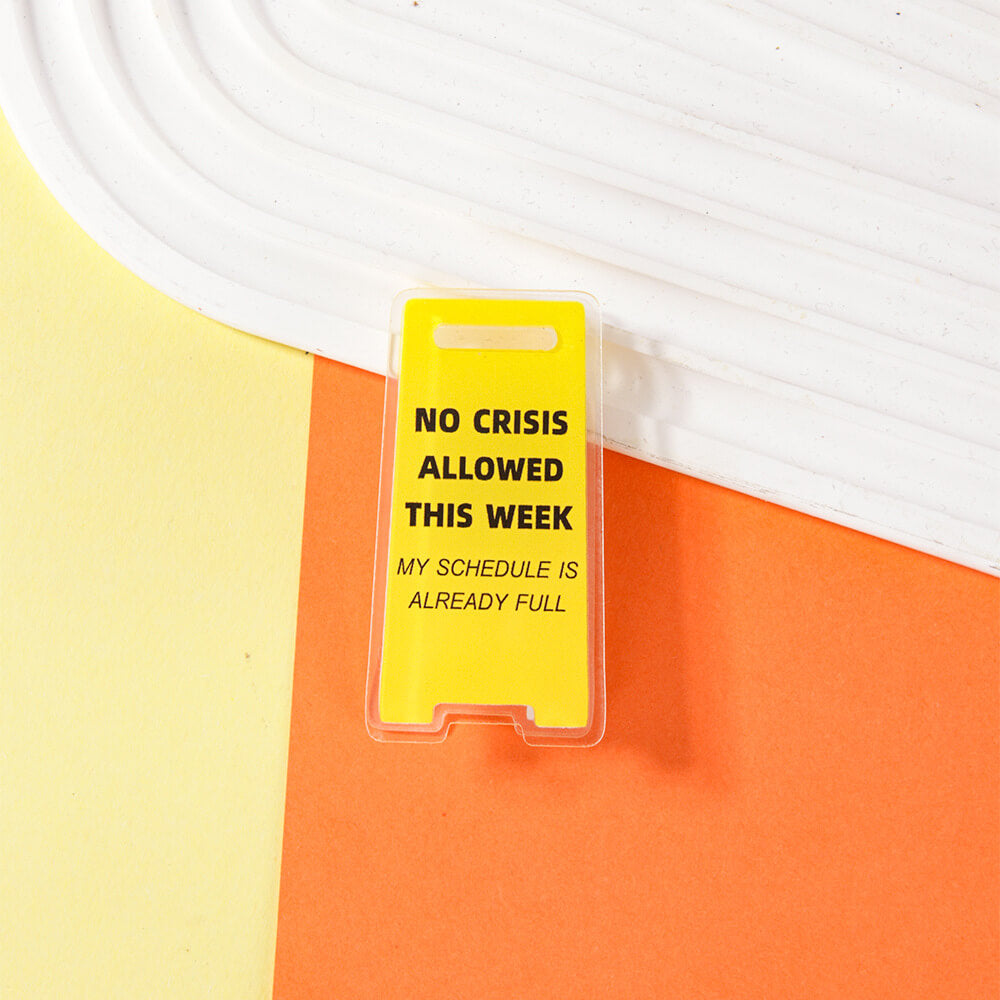 NO CRISIS
ALLOWED
THIS WEEK
MY SCHEDULE IS
ALREADY FULL